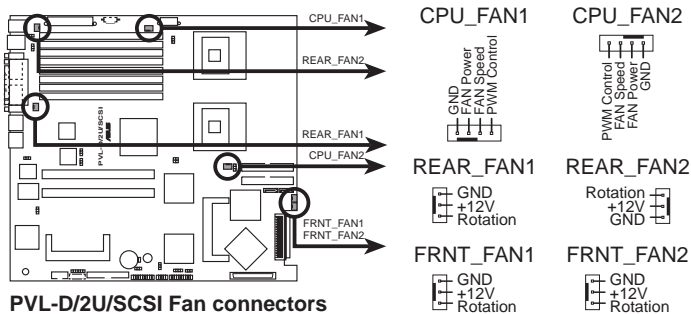 CPU_FAN1
REAR_FAN2
REAR_FAN1
CPU_FAN2
FRNT_FAN1
FRNT_FAN2
PVL-D/2U/SCSI
PVL-D/2U/SCSI Fan connectors
CPU_FAN1
GND
FAN Power
FAN Speed
PWM Control
CPU_FAN2
PWM Control
FAN Speed
FAN Power
GND
REAR_FAN1
GND
+12V
Rotation
REAR_FAN2
Rotation
+12V
GND
FRNT_FAN1
GND
+12V
Rotation
FRNT_FAN2
GND
+12V
Rotation